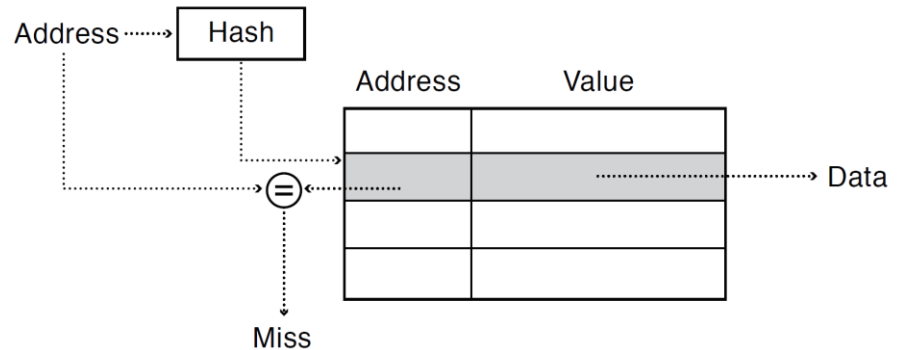 Address
Hash
Address
Value
=
Data
Miss